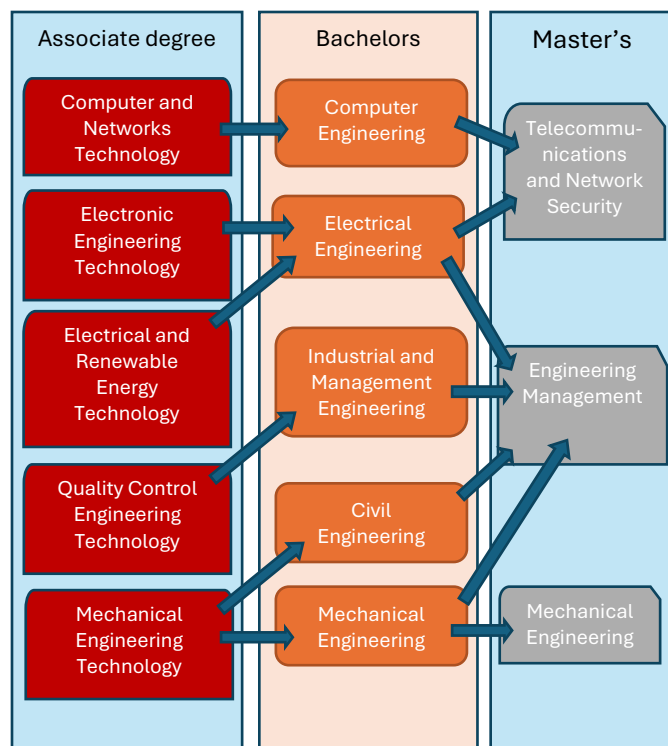 Associate degree
Bachelors
Master's
Computer and
Networks
Technology
Computer
Engineering
Telecommu-
nications
and Network
Security
Electronic
Engineering
Technology
Electrical
Engineering
Electrical and
Renewable
Energy
Technology
Industrial and
Management
Engineering
Engineering
Management
Quality Control
Engineering
Technology
Civil
Engineering
Mechanical
Engineering
Technology
Mechanical
Engineering
Mechanical
Engineering